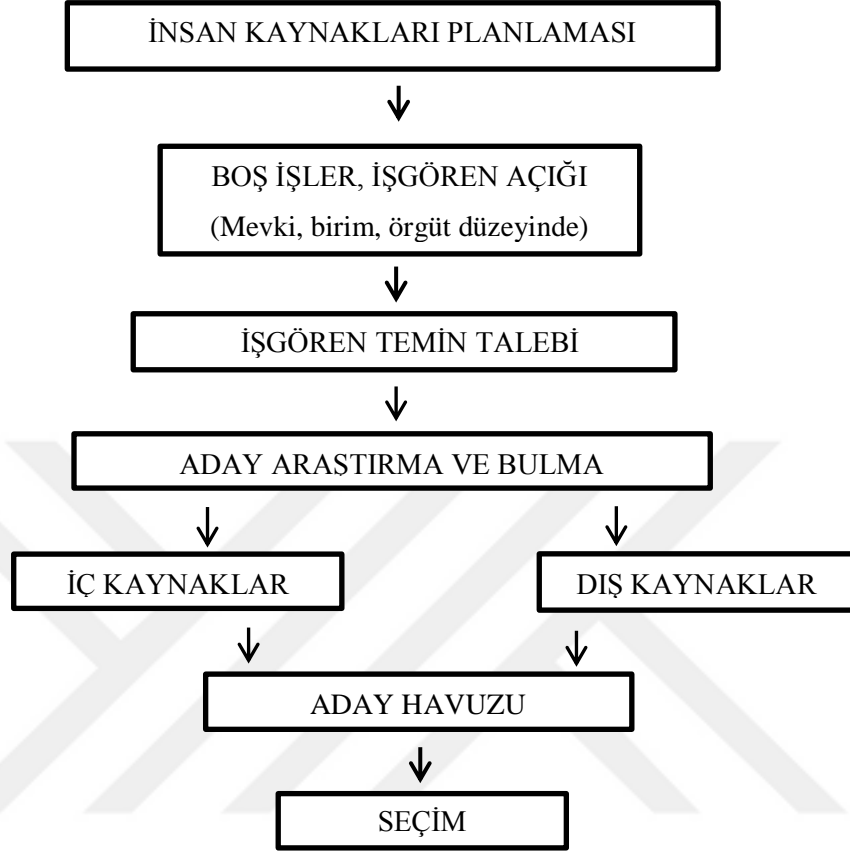 İNSAN KAYNAKLARI PLANLAMASI
BOŞ İŞLER, İŞGÖREN AÇIĞI
(Mevki, birim, örgüt düzeyinde)
İŞGÖREN TEMİN TALEBİ
ADAY ARAŞTIRMA VE BULMA
İÇ KAYNAKLAR
DIŞ KAYNAKLAR
ADAY HAVUZU
SEÇİM